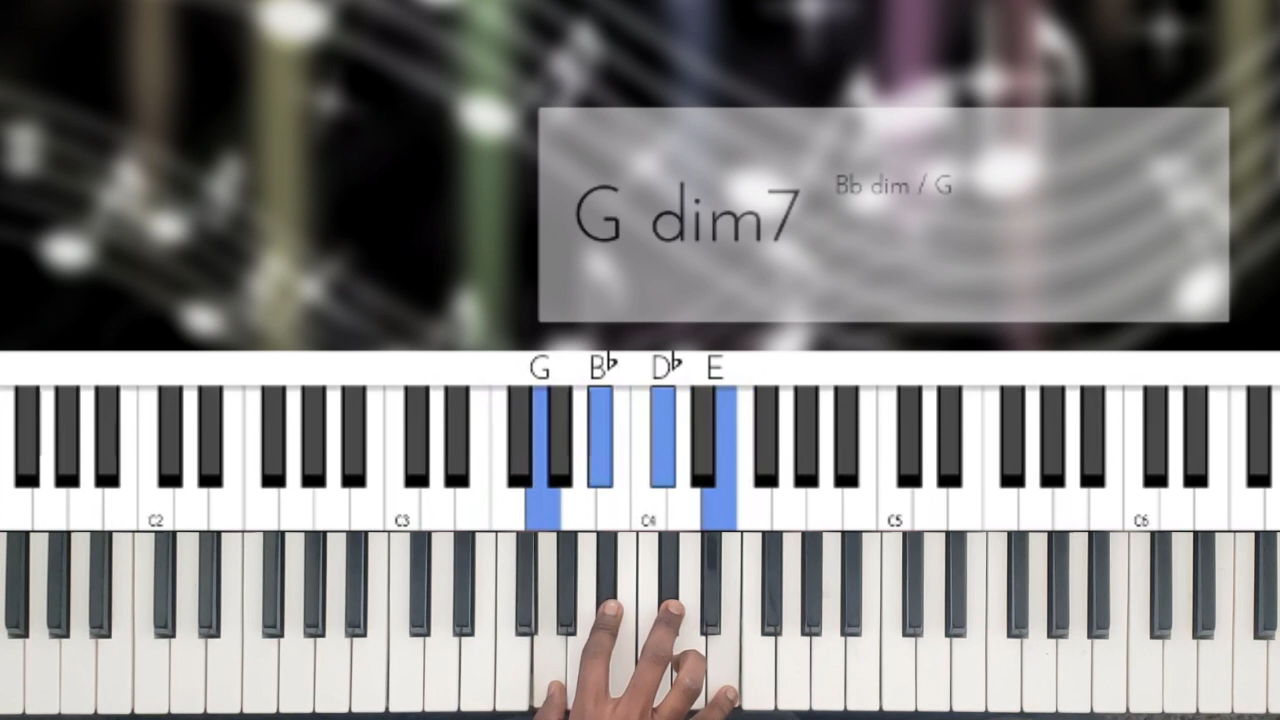 G dim7 Bb dim / G
G B♭ D♭ E
C2 C3 C4 C5 C6